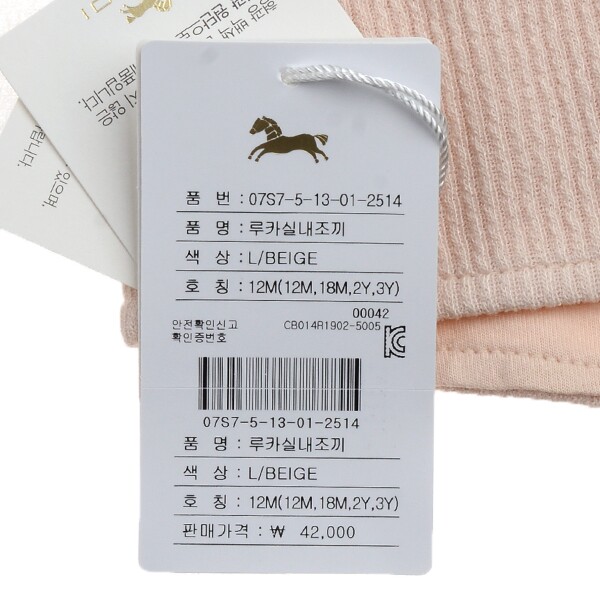 품 번 : 07S7-5-13-01-2514
품 명 : 루카실내조끼
색 상 : L/BEIGE
호 칭 : 12M(12M,18M,2Y,3Y)
00042
안전확인신고 CB014R1902-5005
확인증번호
07S7-5-13-01-2514
품 명 : 루카실내조끼
색 상 : L/BEIGE
호 칭 : 12M(12M,18M,2Y,3Y)
판매가격 : ₩ 42,000